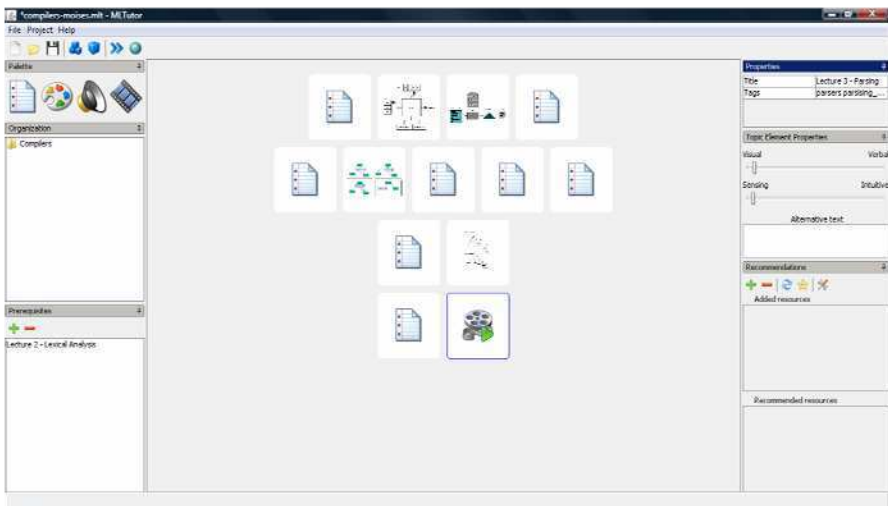 *compilers-moises.mlt - MLTutor
File Project Help
Palette
Organization
Compilers
Prerequisites
Lecture 2 - Lexical Analysis
Properties
Title Lecture 3 - Parsing
Tags parsers parsising_...
Topic Element Properties
Visual Verbal
Sensing Intuitive
Alternative text
Recommendations
Added resources
Recommended resources